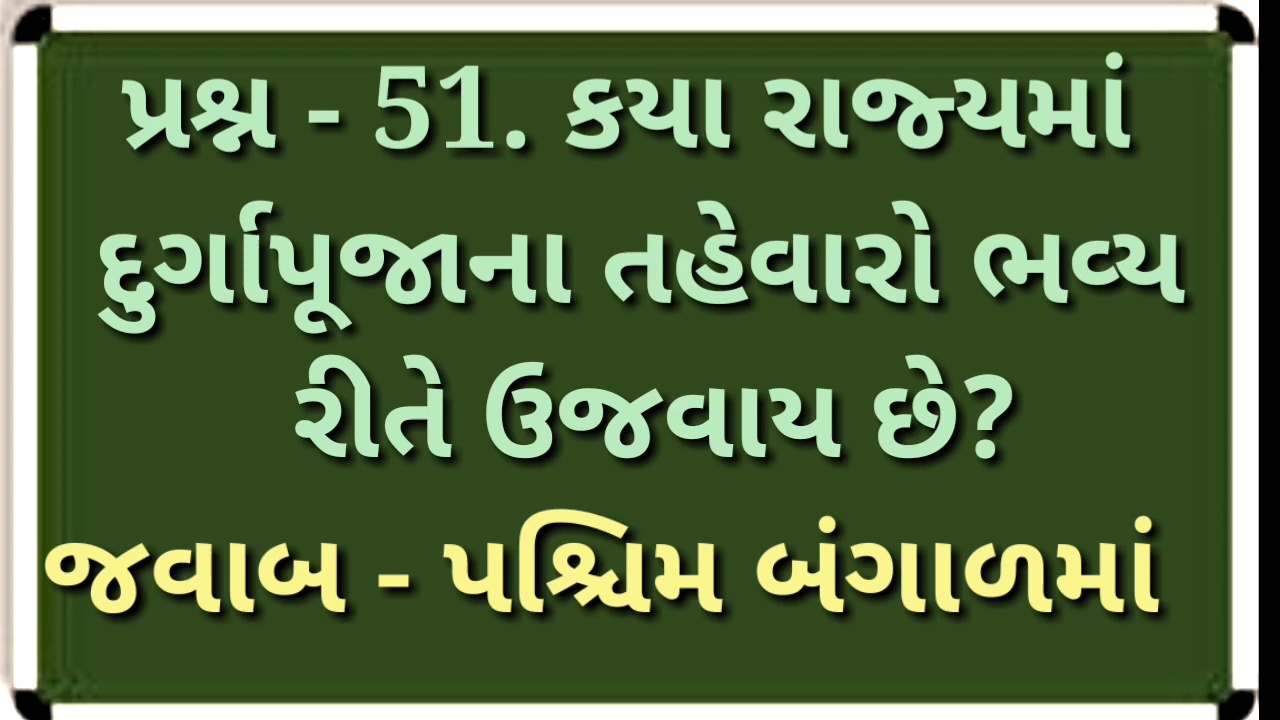 પ્રશ્ન - 51. કયા રાજ્યમાં
દુર્ગાપૂજાના તહેવારો ભવ્ય
રીતે ઉજવાય છે?
જવાબ - પશ્ચિમ બંગાળમાં